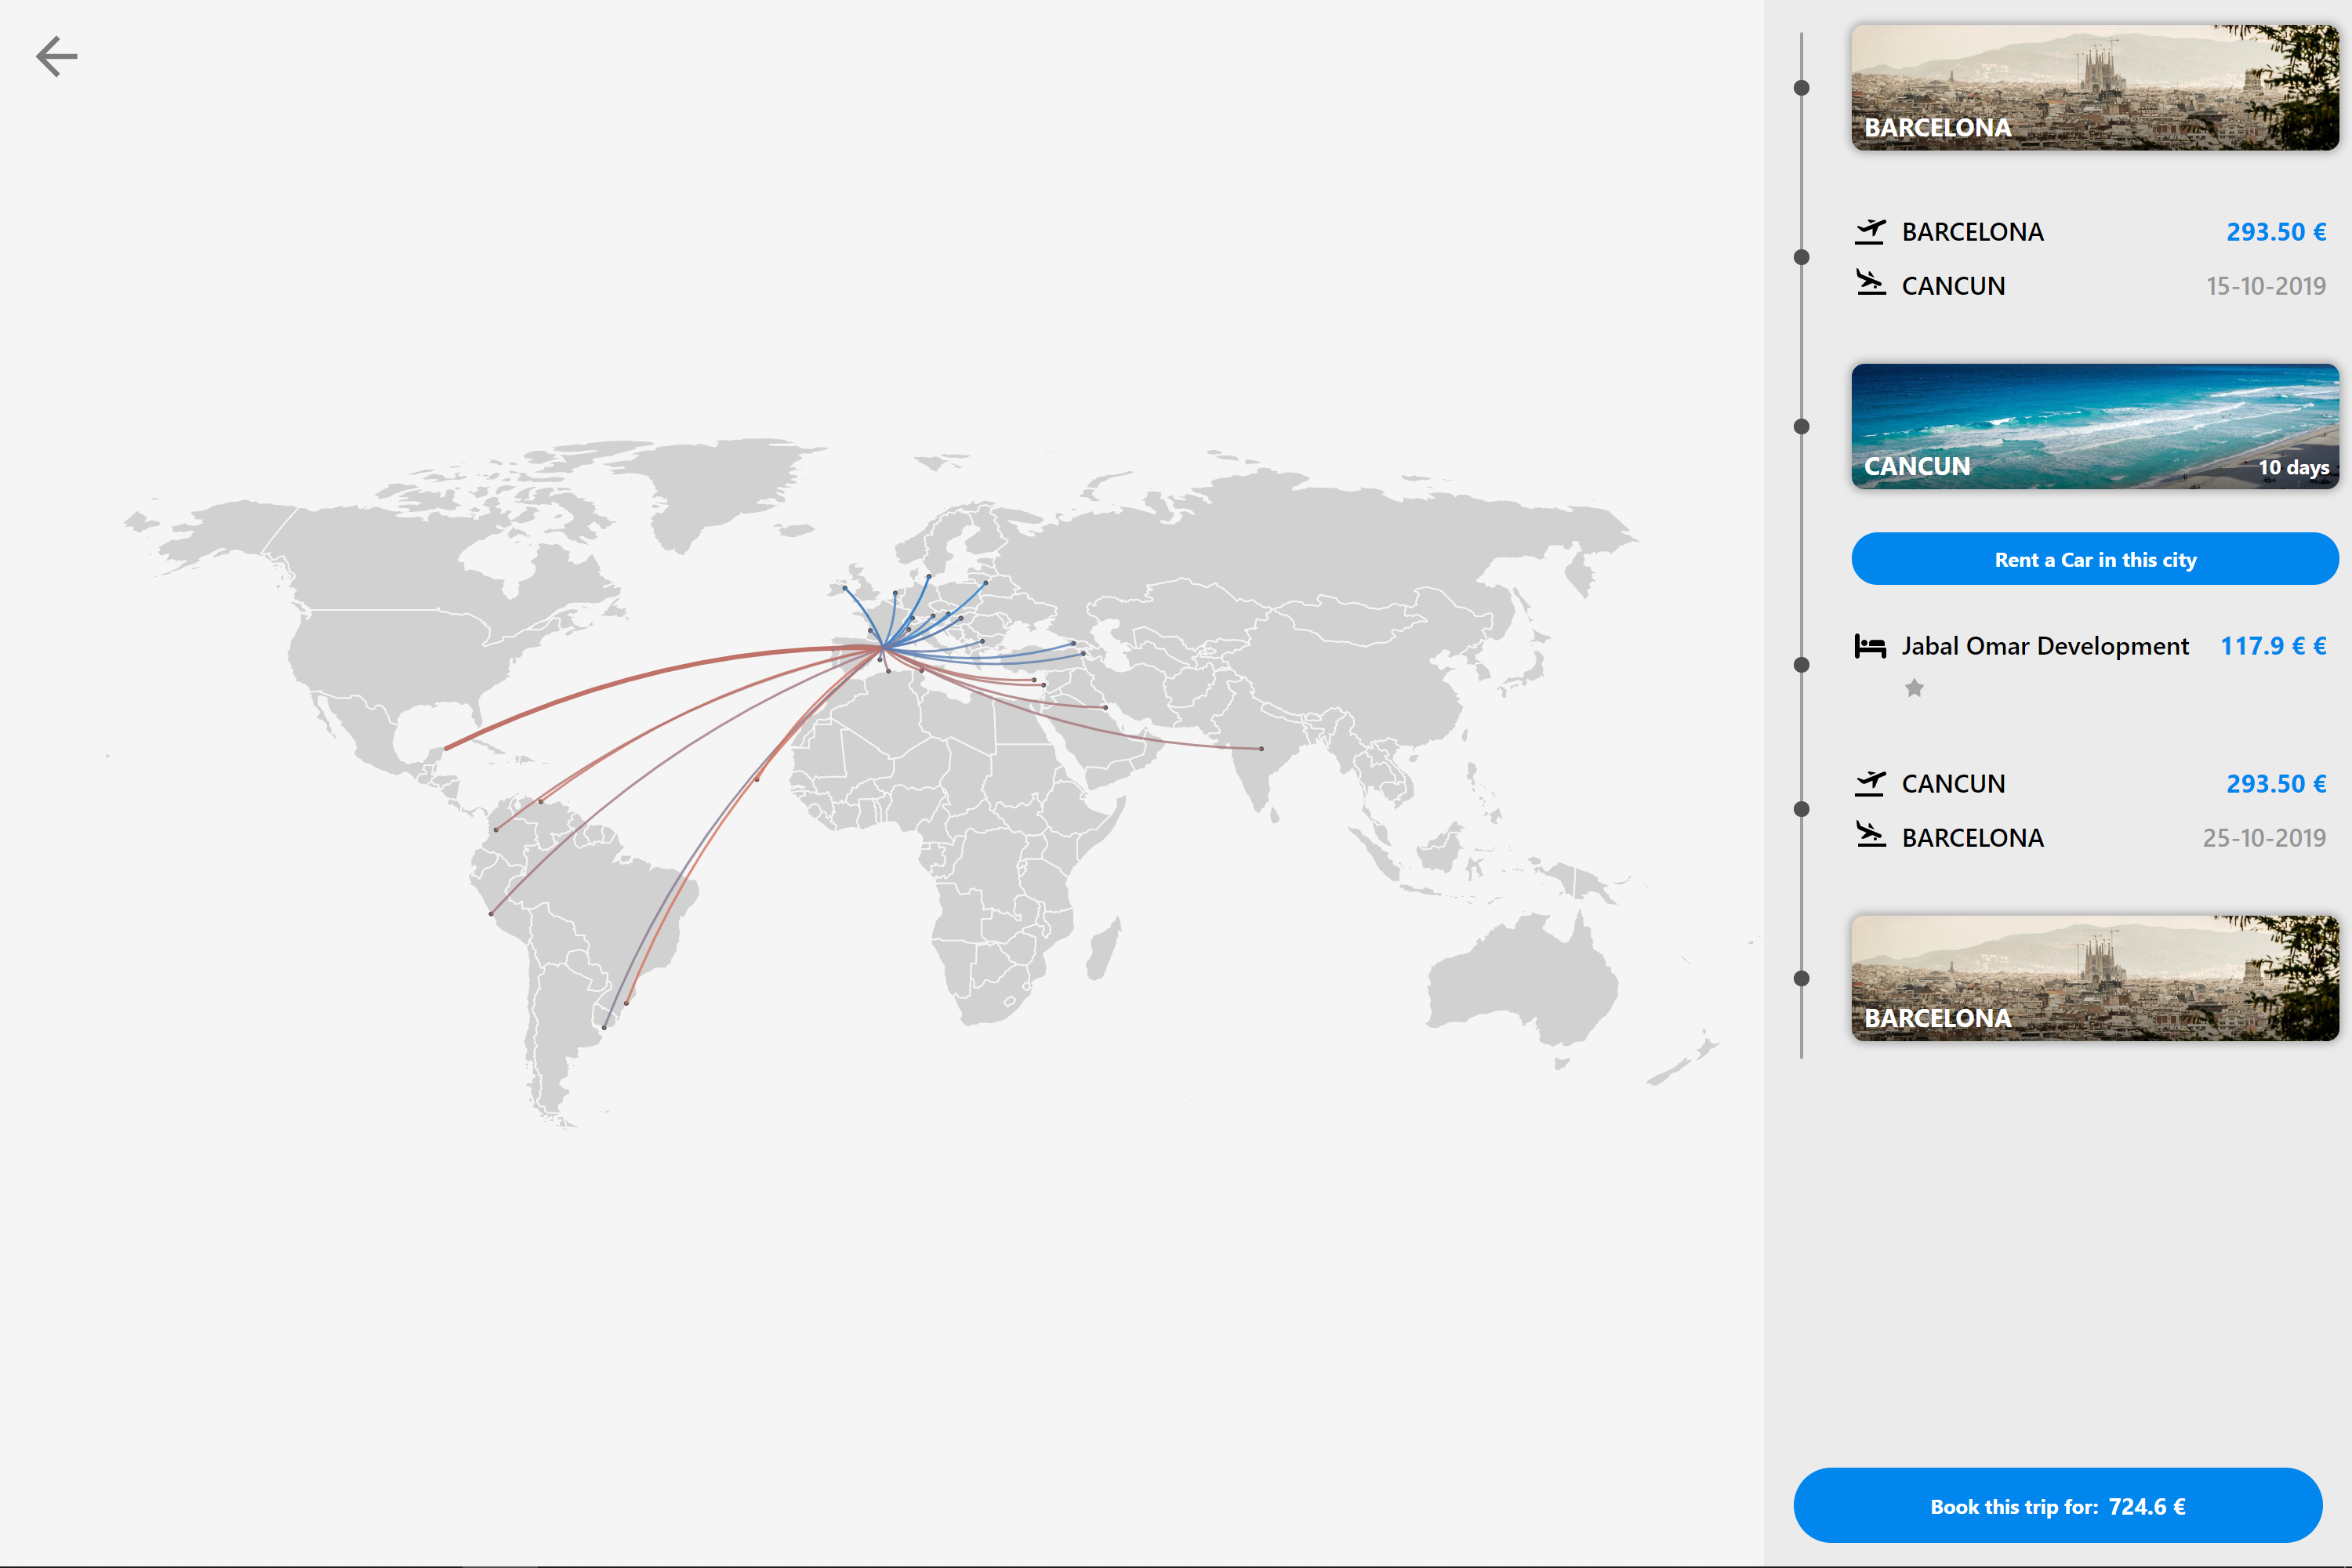 BARCELONA
BARCELONA 293.50 €
CANCUN 15-10-2019
CANCUN 10 days
Rent a Car in this city
Jabal Omar Development 117.9 € €
CANCUN 293.50 €
BARCELONA 25-10-2019
BARCELONA
Book this trip for: 724.6 €